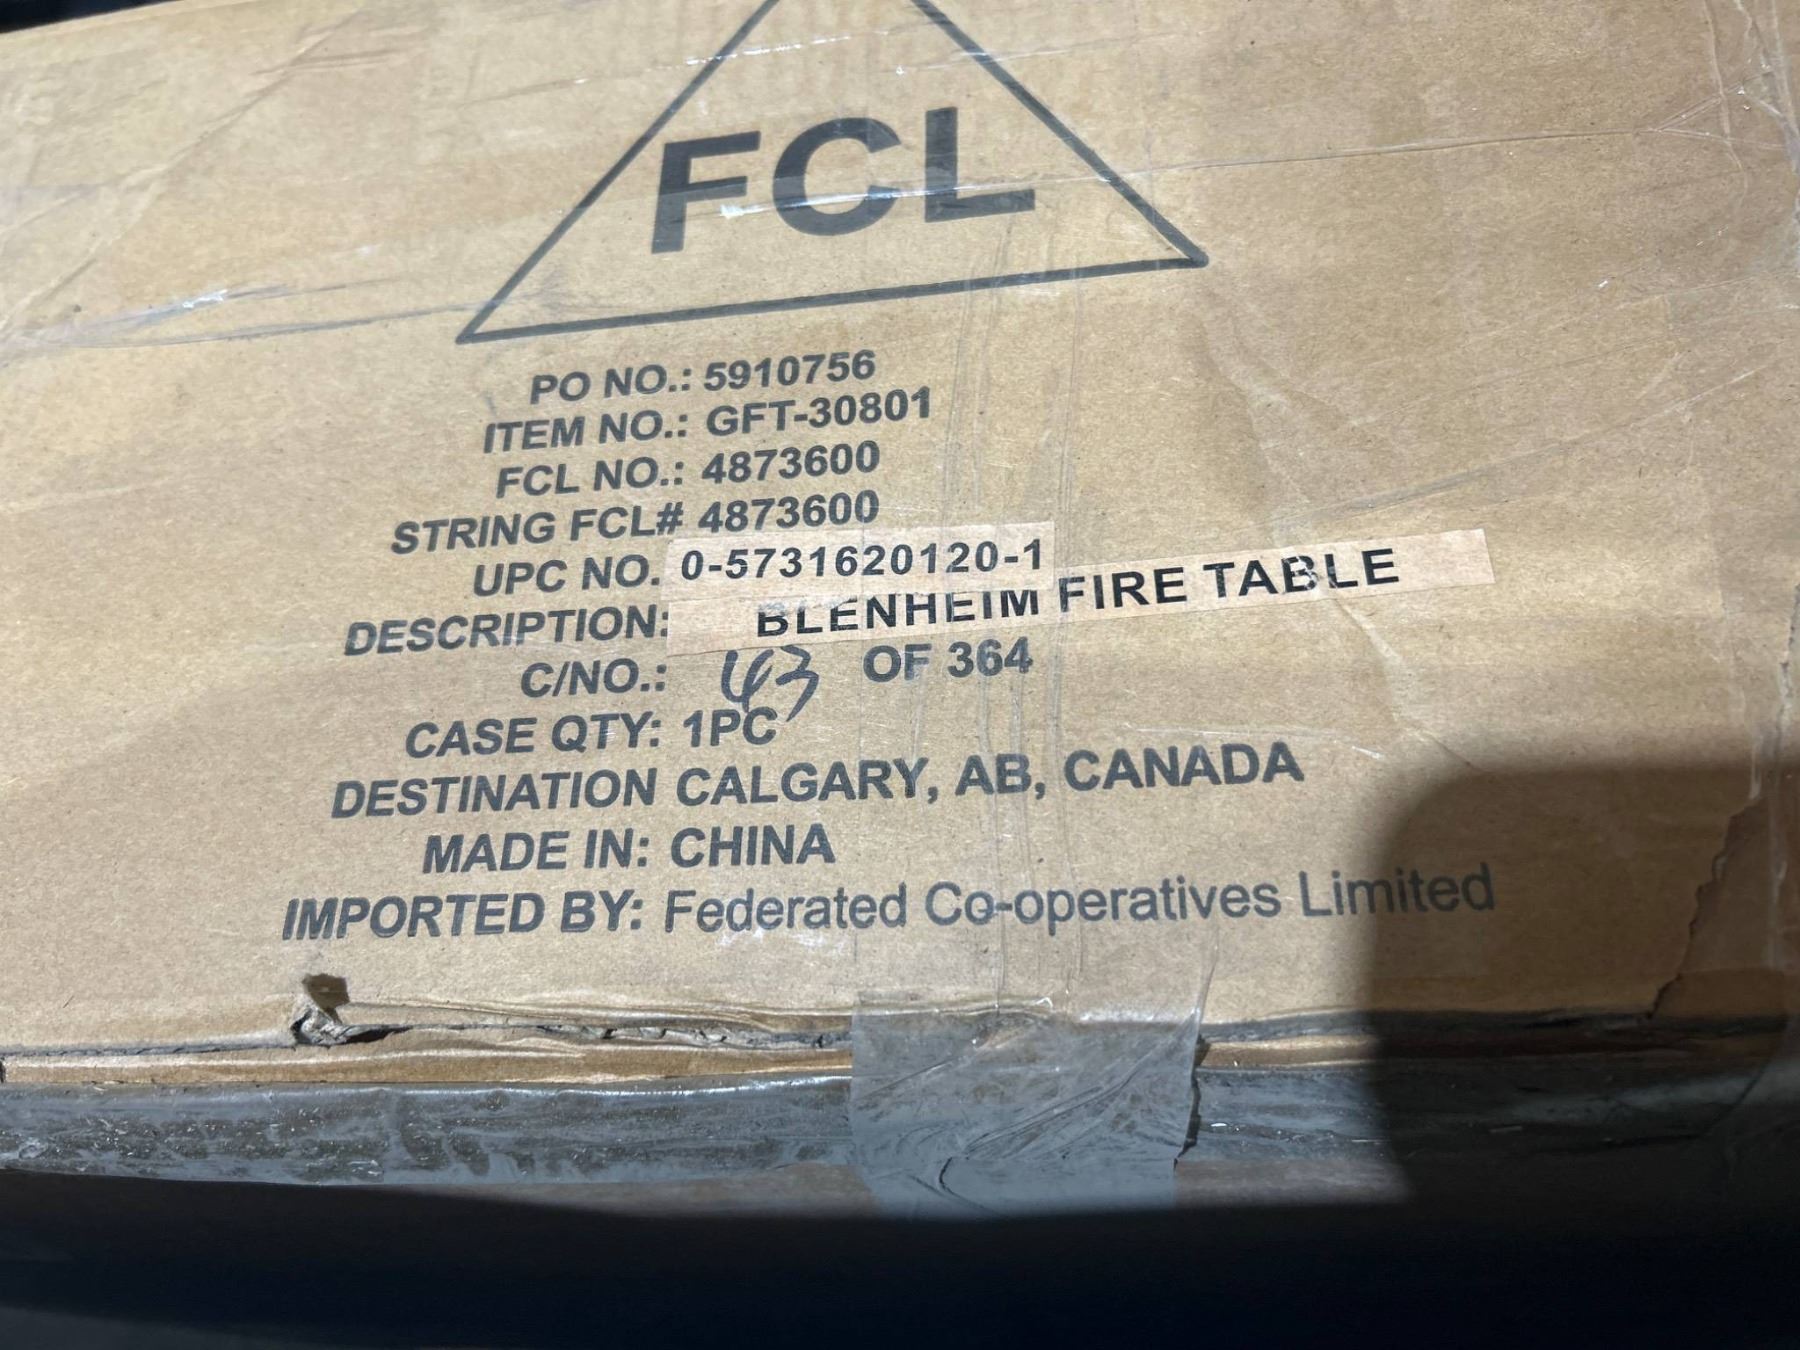 FCL
PO NO.: 5910756
ITEM NO.: GFT-30801
FCL NO.: 4873600
STRING FCL# 4873600
UPC NO. 0-5731620120-1
DESCRIPTION: BLENHEIM FIRE TABLE
C/NO.: 43 OF 364
CASE QTY: 1PC
DESTINATION CALGARY, AB, CANADA
MADE IN: CHINA
IMPORTED BY: Federated Co-operatives Limited